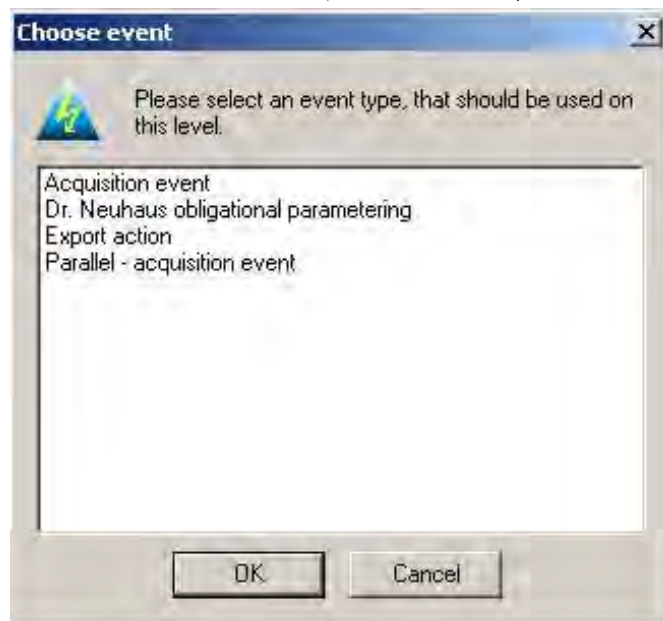 Choose event
Please select an event type, that should be used on
this level.
Acquisition event
Dr. Neuhaus obligational parametering
Export action
Parallel - acquisition event
OK
Cancel